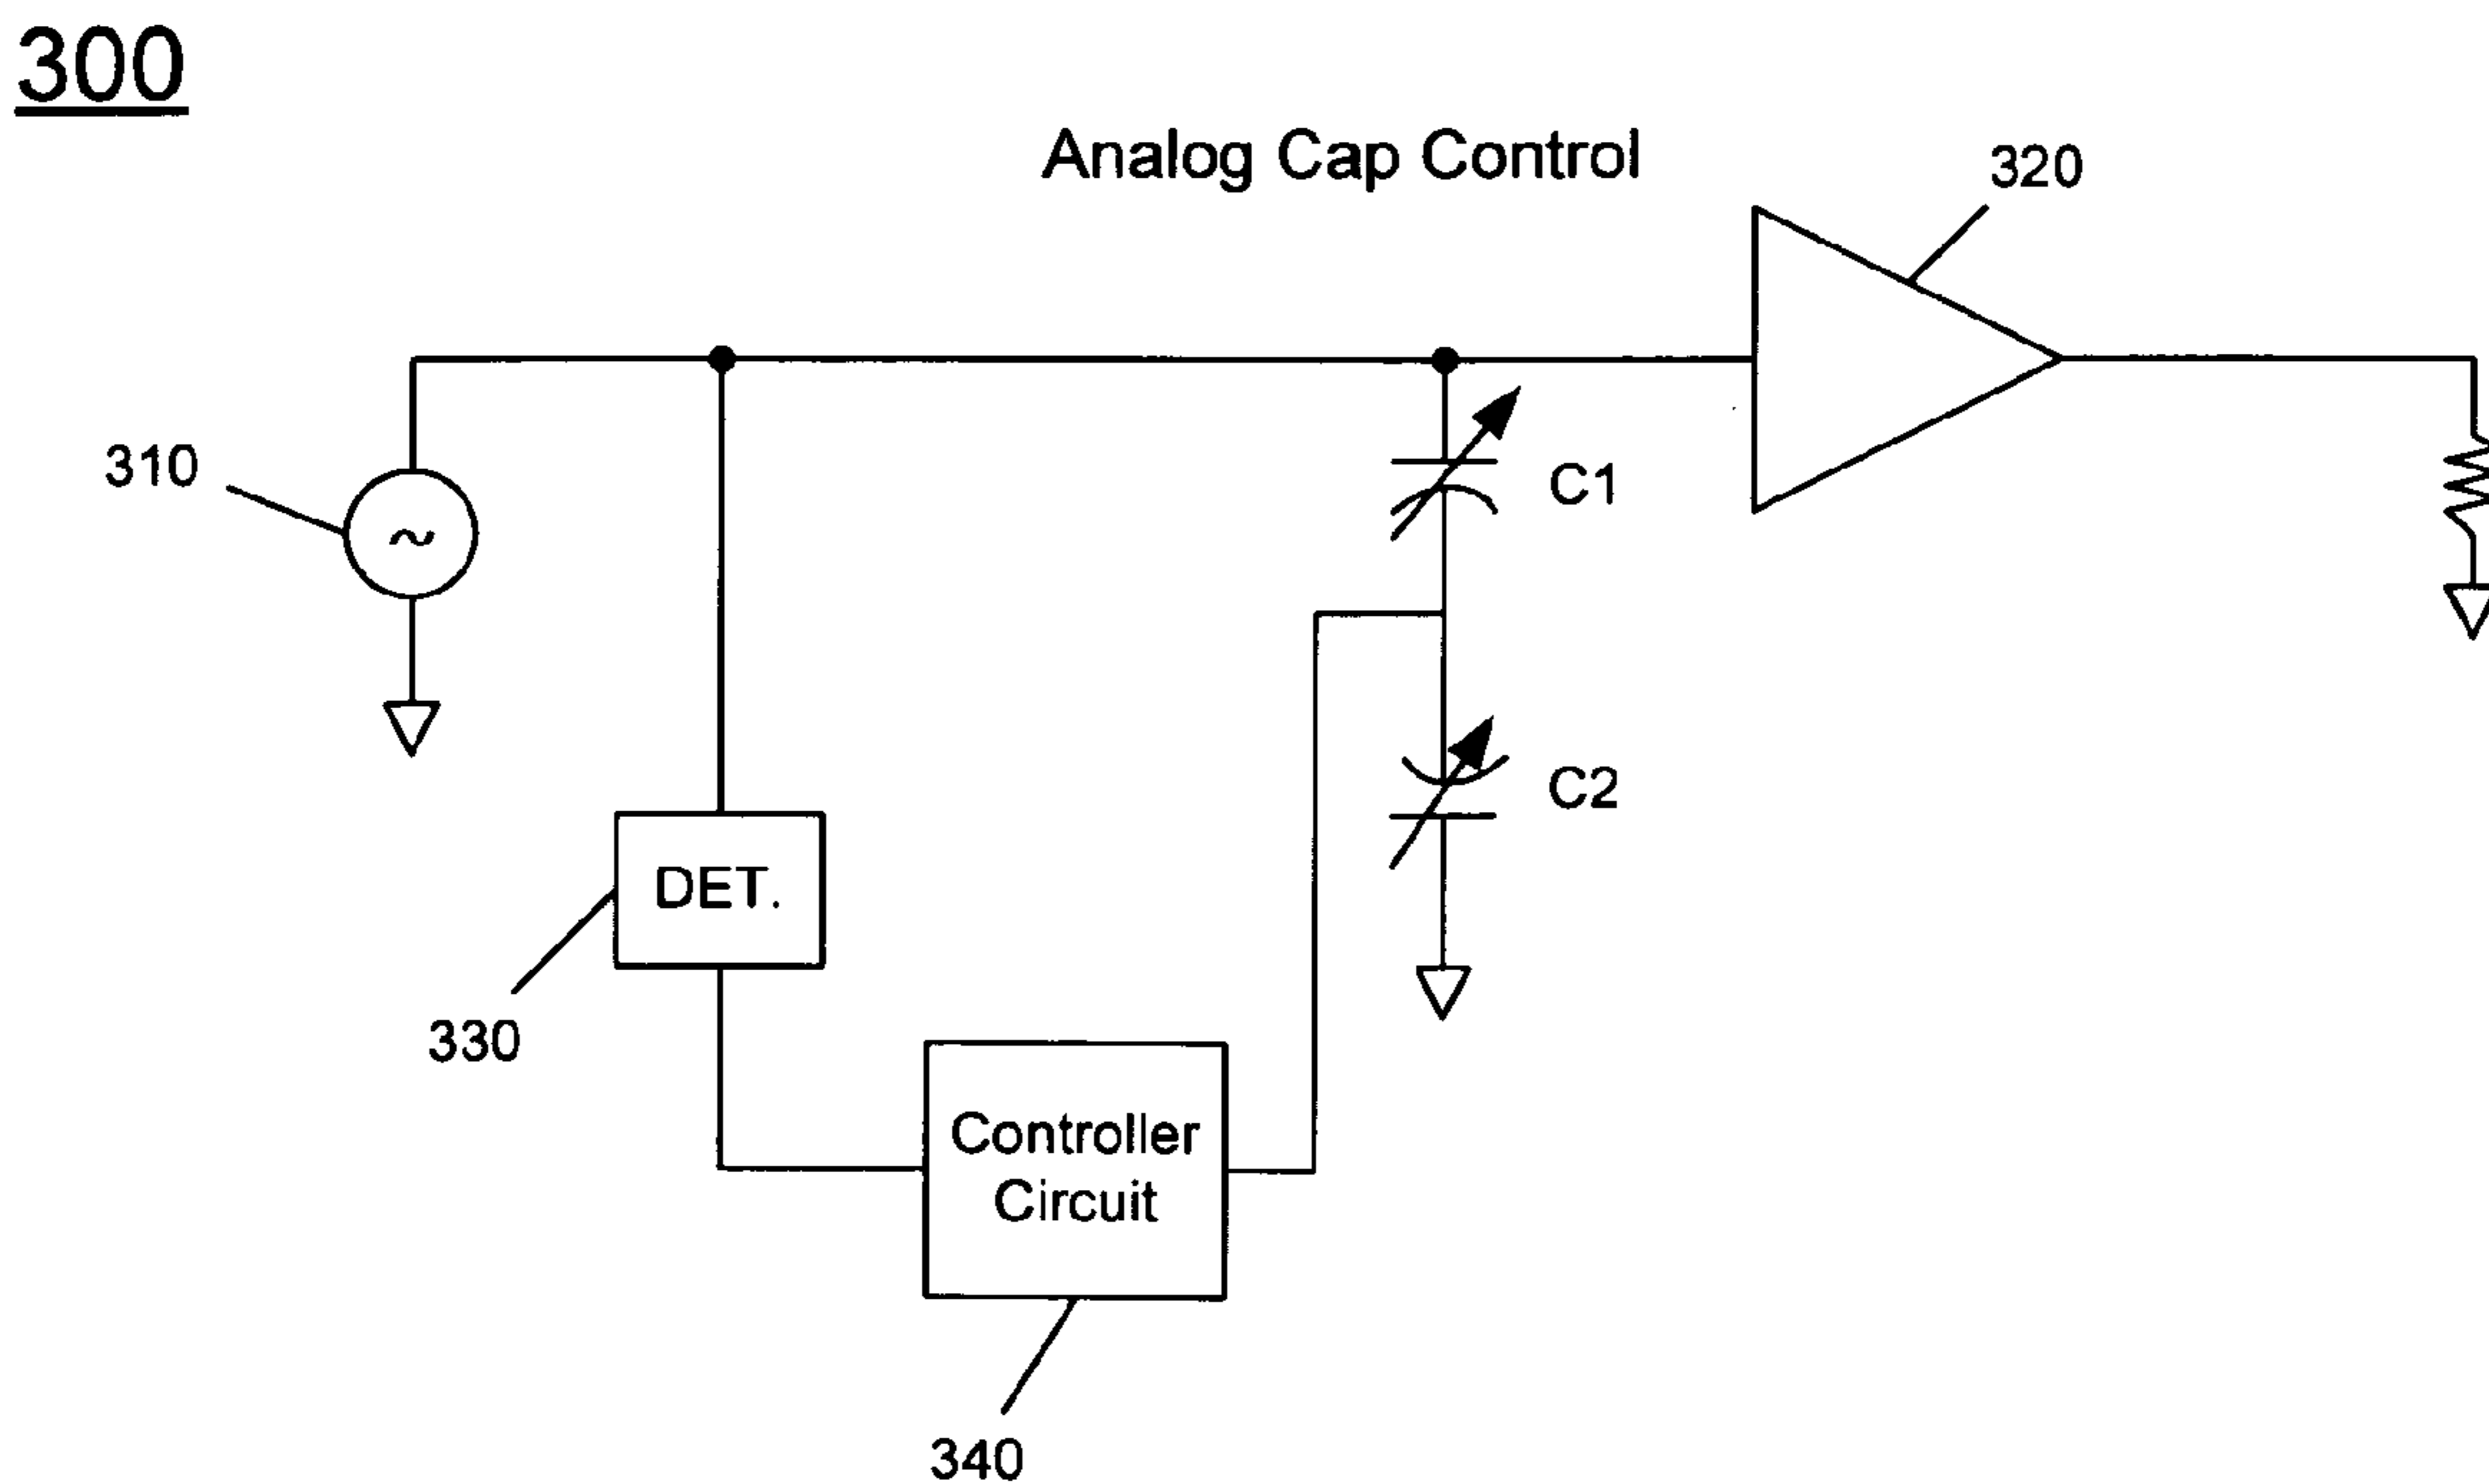 300
Analog Cap Control
320
310
~
C1
C2
DET.
330
Controller
Circuit
340